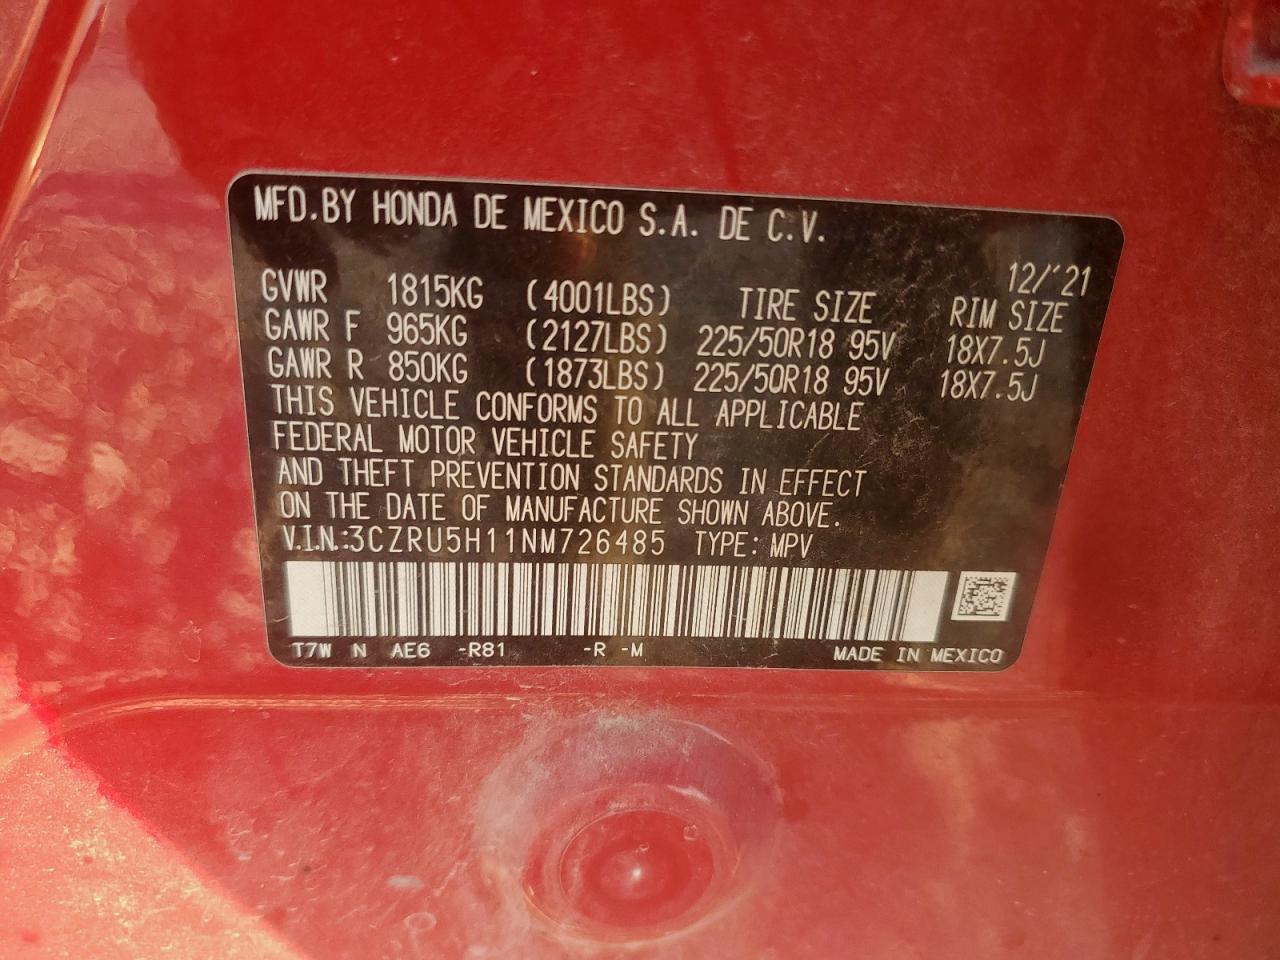 MFD.BY HONDA DE MEXICO S.A. DE C.V.
12/'21
GVWR 1815KG (4001LBS) TIRE SIZE RIM SIZE
GAWR F 965KG (2127LBS) 225/50R18 95V 18X7.5J
GAWR R 850KG (1873LBS) 225/50R18 95V 18X7.5J
THIS VEHICLE CONFORMS TO ALL APPLICABLE
FEDERAL MOTOR VEHICLE SAFETY
AND THEFT PREVENTION STANDARDS IN EFFECT
ON THE DATE OF MANUFACTURE SHOWN ABOVE.
V.I.N.:3CZRU5H11NM726485 TYPE: MPV
T7W N AE6 -R81 -R -M MADE IN MEXICO